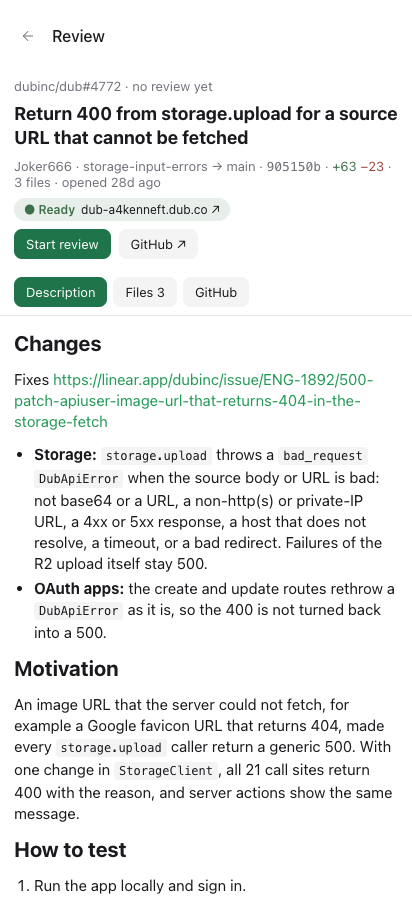 ← Review
dubinc/dub#4772 · no review yet
Return 400 from storage.upload for a source
URL that cannot be fetched
Joker666 · storage-input-errors → main · 905150b · +63 −23 ·
3 files · opened 28d ago
Ready dub-a4kenneft.dub.co ↗
Start review GitHub ↗
Description Files 3 GitHub
Changes
Fixes https://linear.app/dubinc/issue/ENG-1892/500-
patch-apiuser-image-url-that-returns-404-in-the-
storage-fetch
• Storage: storage.upload throws a bad_request
DubApiError when the source body or URL is bad:
not base64 or a URL, a non-http(s) or private-IP
URL, a 4xx or 5xx response, a host that does not
resolve, a timeout, or a bad redirect. Failures of the
R2 upload itself stay 500.
• OAuth apps: the create and update routes rethrow a
DubApiError as it is, so the 400 is not turned back
into a 500.
Motivation
An image URL that the server could not fetch, for
example a Google favicon URL that returns 404, made
every storage.upload caller return a generic 500. With
one change in StorageClient, all 21 call sites return
400 with the reason, and server actions show the same
message.
How to test
1. Run the app locally and sign in.